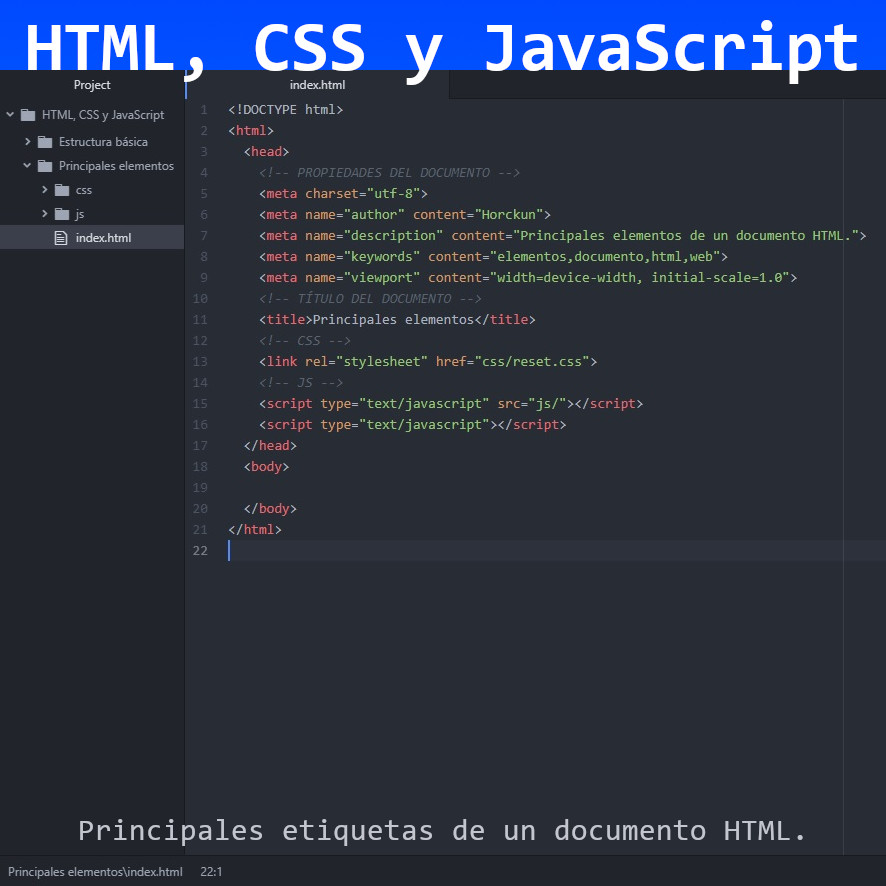 HTML, CSS y JavaScript
Project
index.html
HTML, CSS y JavaScript
Estructura básica
Principales elementos
css
js
index.html
1 <!DOCTYPE html>
2 <html>
3 <head>
4 <!-- PROPIEDADES DEL DOCUMENTO -->
5 <meta charset="utf-8">
6 <meta name="author" content="Horckun">
7 <meta name="description" content="Principales elementos de un documento HTML.">
8 <meta name="keywords" content="elementos,documento,html,web">
9 <meta name="viewport" content="width=device-width, initial-scale=1.0">
10 <!-- TÍTULO DEL DOCUMENTO -->
11 <title>Principales elementos</title>
12 <!-- CSS -->
13 <link rel="stylesheet" href="css/reset.css">
14 <!-- JS -->
15 <script type="text/javascript" src="js/"></script>
16 <script type="text/javascript"></script>
17 </head>
18 <body>
19
20 </body>
21 </html>
22
Principales etiquetas de un documento HTML.
Principales elementos\index.html 22:1